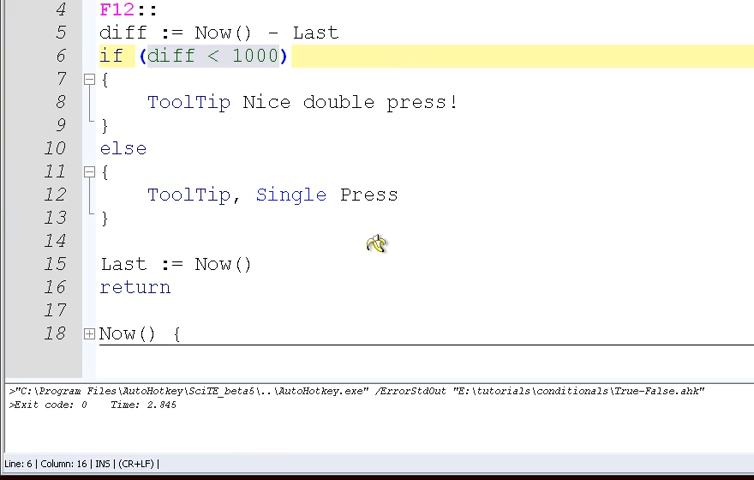 4 F12::
5 diff := Now() - Last
6 if (diff < 1000)
7 {
8 ToolTip Nice double press!
9 }
10 else
11 {
12 ToolTip, Single Press
13 }
14
15 Last := Now()
16 return
17
18 Now() {
>"C:\Program Files\AutoHotkey\SciTE_beta5\..\AutoHotkey.exe" /ErrorStdOut "E:\tutorials\conditionals\True-False.ahk"
>Exit code: 0 Time: 2.845
Line: 6 | Column: 16 | INS | (CR+LF) |